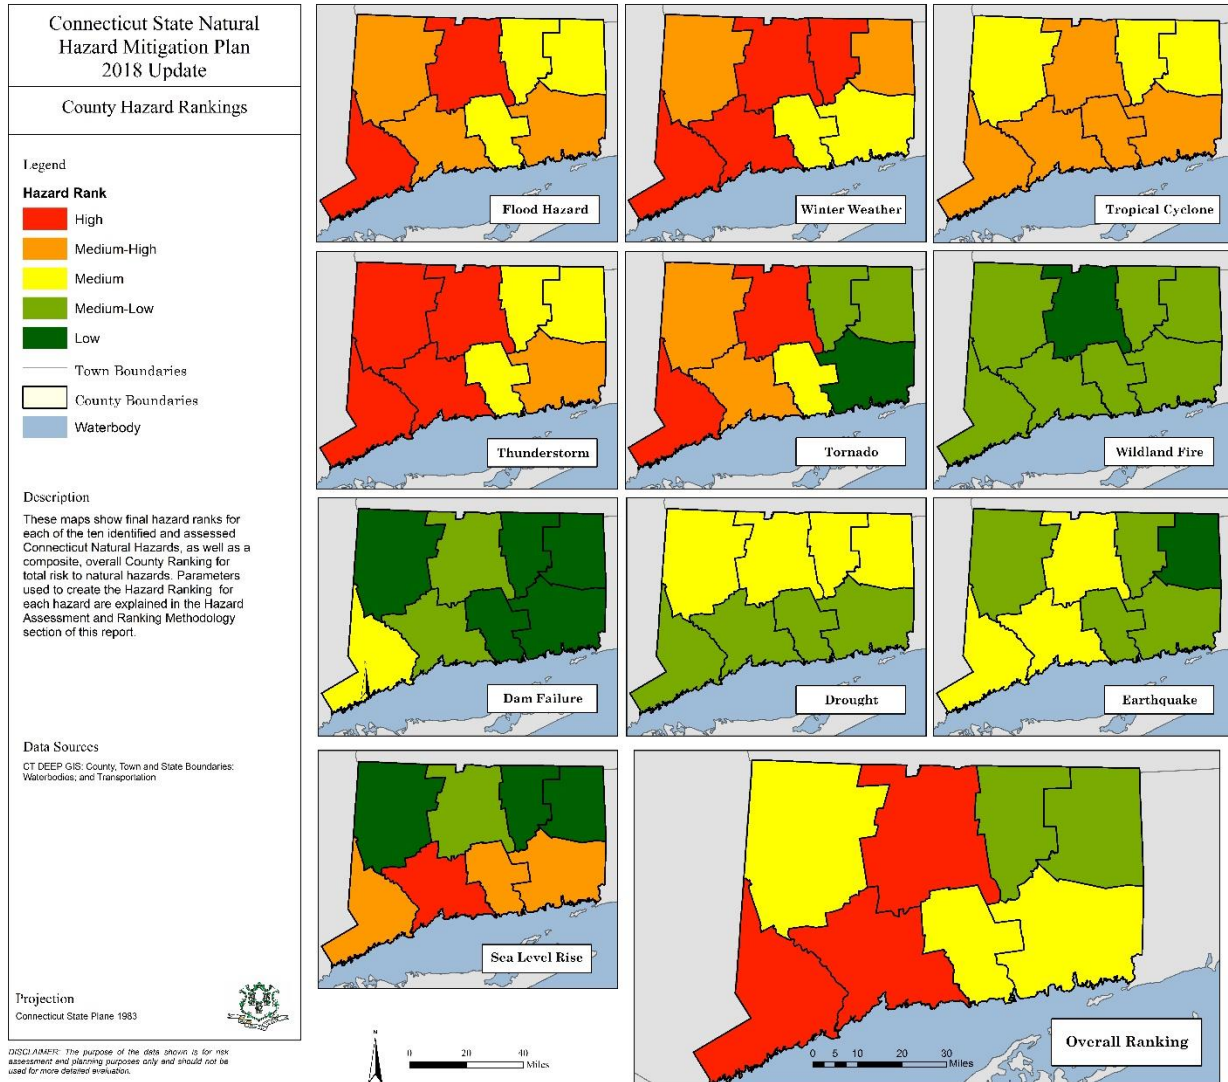 Connecticut State Natural
Hazard Mitigation Plan
2018 Update
County Hazard Rankings
Legend
Hazard Rank
High
Medium-High
Medium
Medium-Low
Low
Town Boundaries
County Boundaries
Waterbody
Description
These maps show final hazard ranks for
each of the ten identified and assessed
Connecticut Natural Hazards, as well as a
composite, overall County Ranking for
total risk to natural hazards. Parameters
used to create the Hazard Ranking for
each hazard are explained in the Hazard
Assessment and Ranking Methodology
section of this report.
Data Sources
CT DEEP GIS: County, Town and State Boundaries:
Waterbodies; and Transportation
Projection
Connecticut State Plane 1983
DISCLAIMER: The purpose of the data shown is for risk
assessment and planning purposes only and should not be
used for more detailed evaluation.
Flood Hazard
Winter Weather
Tropical Cyclone
Thunderstorm
Tornado
Wildland Fire
Dam Failure
Drought
Earthquake
Sea Level Rise
Overall Ranking
N
0 20 40
Miles
0 5 10 20 30
Miles